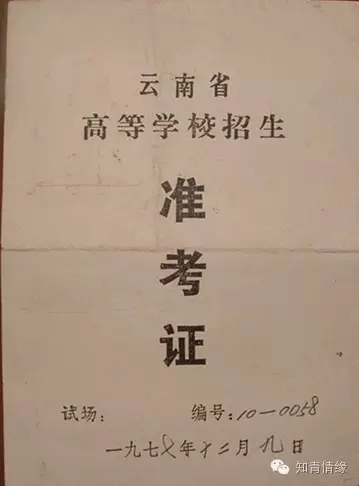 云南省
高等学校招生
准
考
证
试场:
编号:10-0058
一九七七年十二月九日
知青情缘